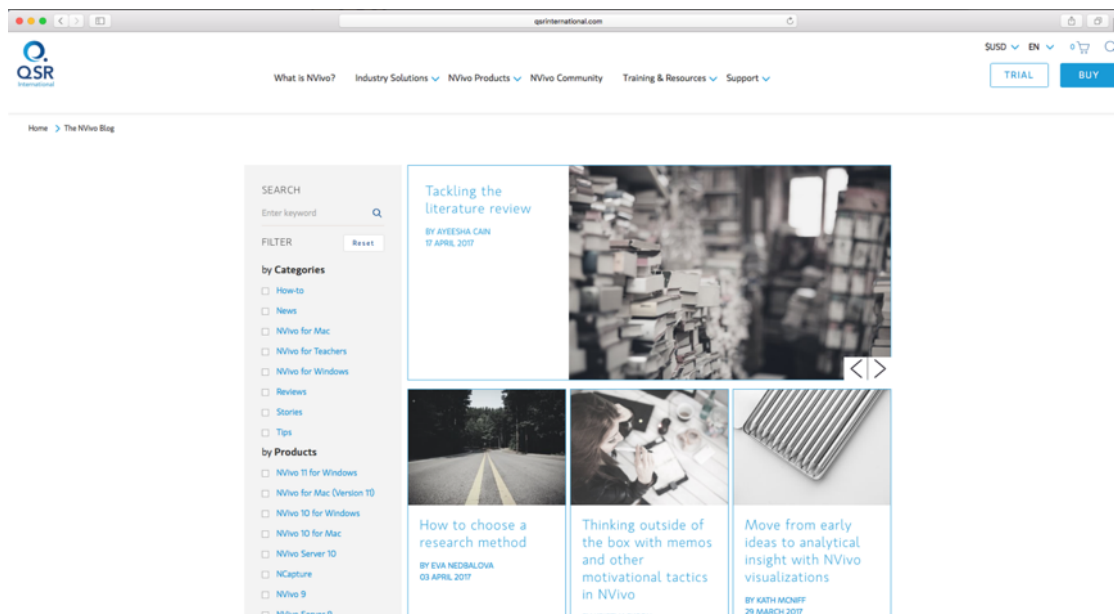 qsrinternational.com
QSR
International
$USD EN 0
What is NVivo? Industry Solutions NVivo Products NVivo Community Training & Resources Support
TRIAL BUY
Home The NVivo Blog
SEARCH
Enter keyword
FILTER Reset
by Categories
How-to
News
NVivo for Mac
NVivo for Teachers
NVivo for Windows
Reviews
Stories
Tips
by Products
NVivo 11 for Windows
NVivo for Mac (Version 11)
NVivo 10 for Windows
NVivo 10 for Mac
NVivo Server 10
NCapture
NVivo 9
Tackling the
literature review
BY AYEESHA CAIN
17 APRIL 2017
How to choose a
research method
BY EVA NEDBALOVA
03 APRIL 2017
Thinking outside of
the box with memos
and other
motivational tactics
in NVivo
Move from early
ideas to analytical
insight with NVivo
visualizations
BY KATH MCNIFF
29 MARCH 2017